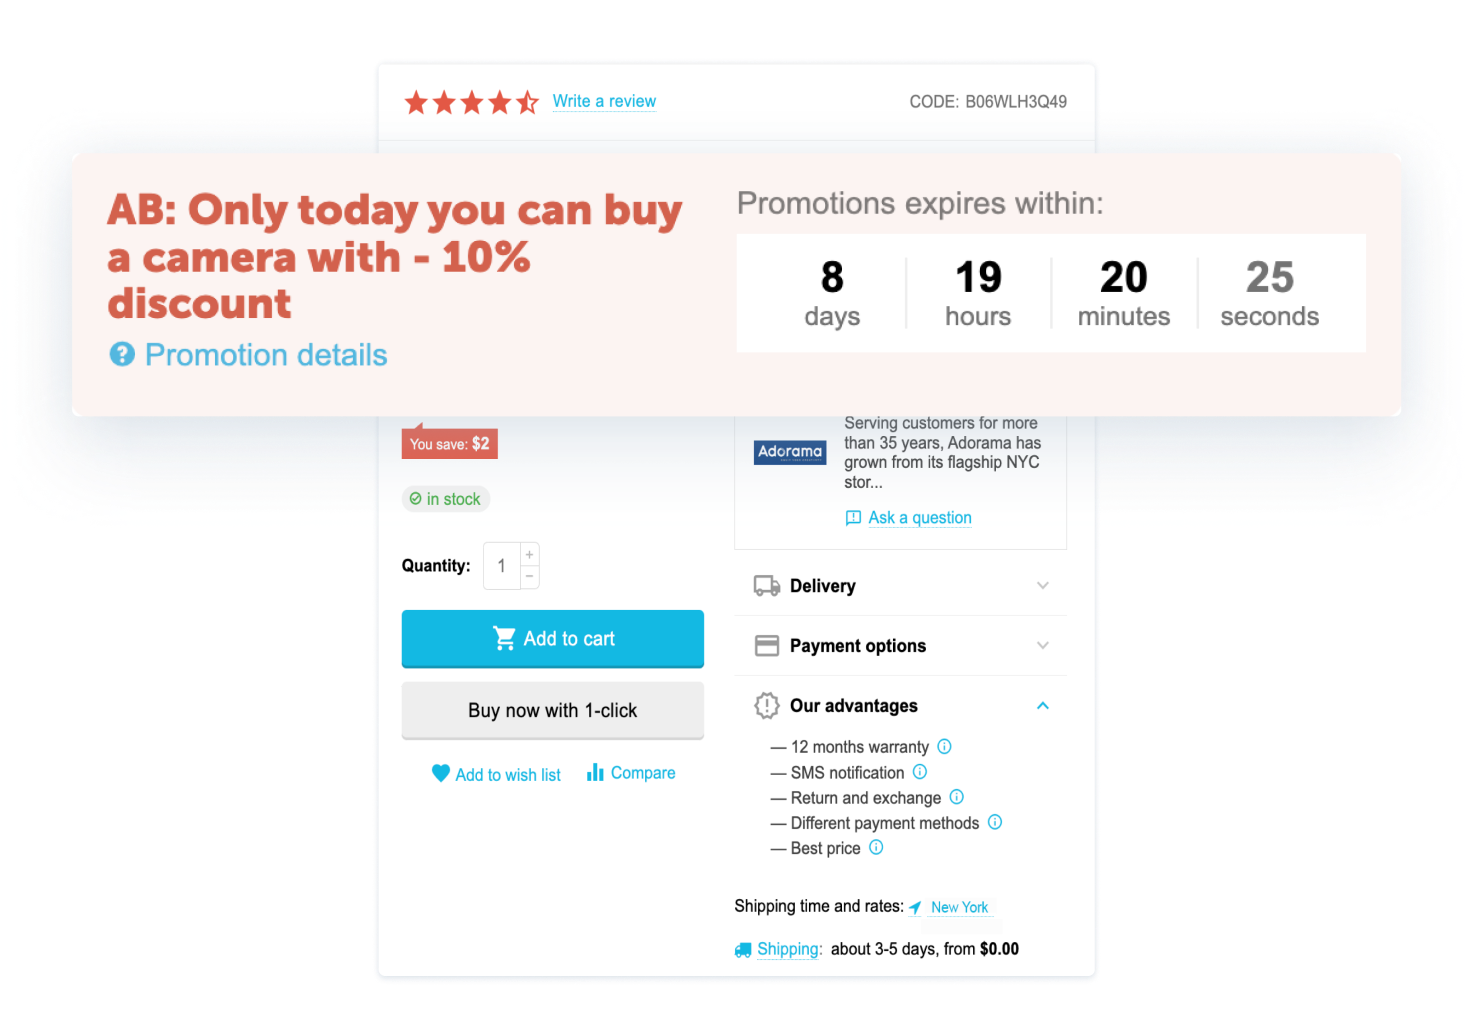 Write a review
CODE: B06WLH3Q49
AB: Only today you can buy
a camera with - 10%
discount
Promotion details
Promotions expires within:
8 19 20 25
days hours minutes seconds
You save: $2
in stock
Quantity: 1 + −
Add to cart
Buy now with 1-click
Add to wish list Compare
Adorama
Serving customers for more
than 35 years, Adorama has
grown from its flagship NYC
stor...
Ask a question
Delivery
Payment options
Our advantages
— 12 months warranty
— SMS notification
— Return and exchange
— Different payment methods
— Best price
Shipping time and rates: New York
Shipping: about 3-5 days, from $0.00